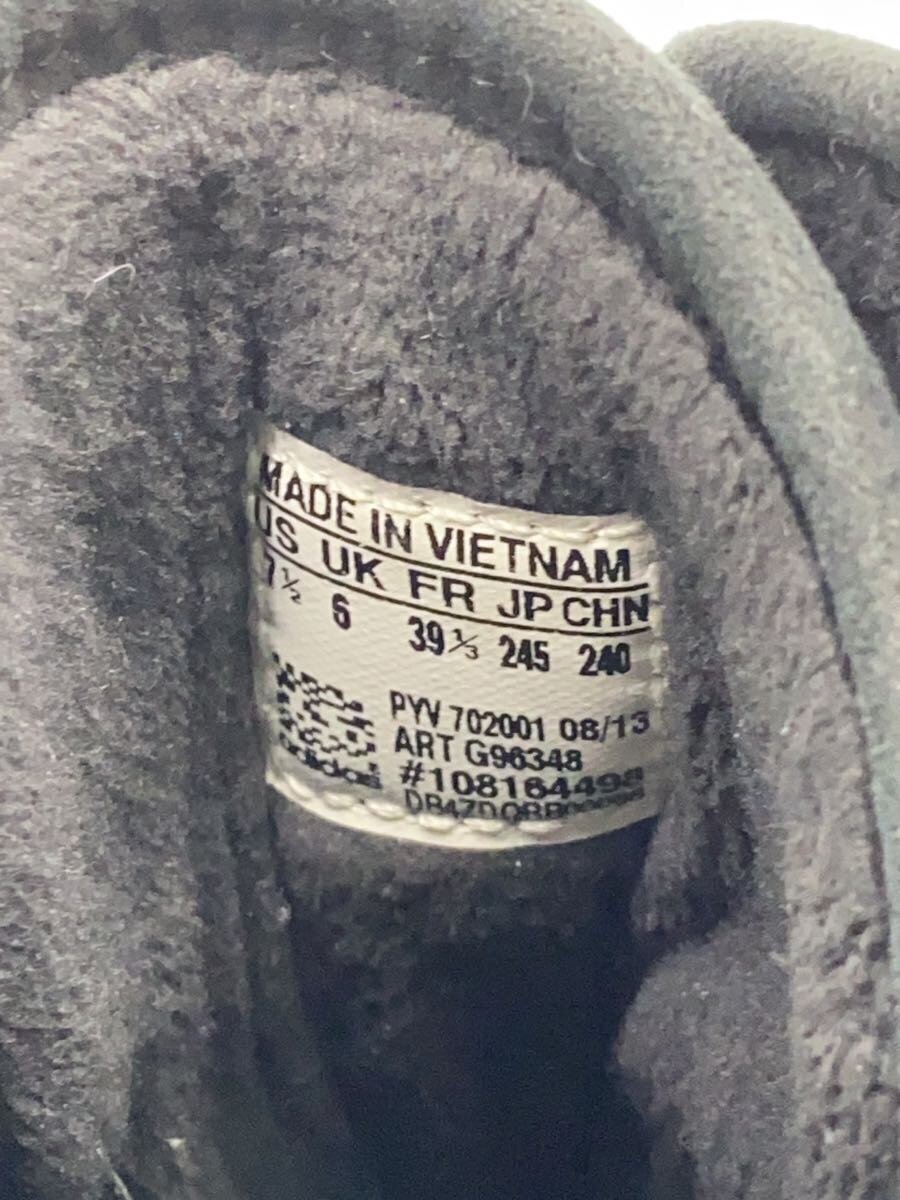 MADE IN VIETNAM
US UK FR JP CHN
7½ 6 39⅓ 245 240
PYV 702001 08/13
ART G96348
adidas #108164498